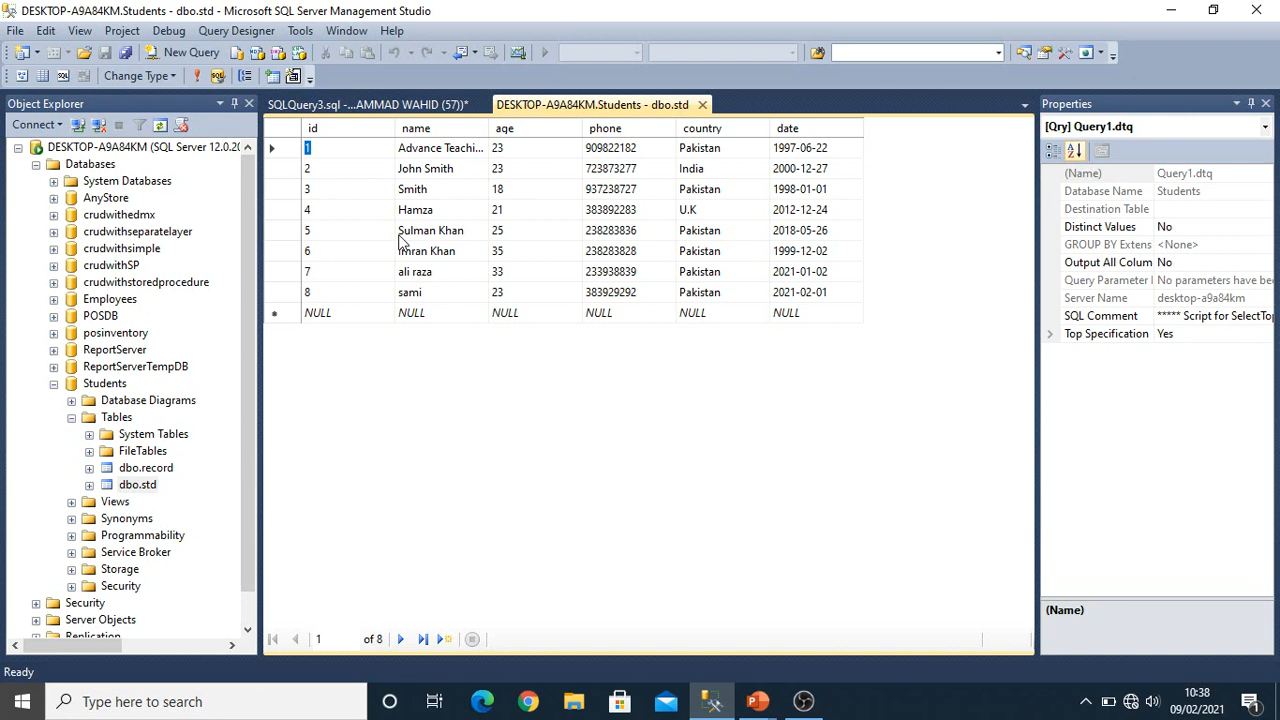 DESKTOP-A9A84KM.Students - dbo.std - Microsoft SQL Server Management Studio
File Edit View Project Debug Query Designer Tools Window Help
New Query
Change Type
Object Explorer
Connect
DESKTOP-A9A84KM (SQL Server 12.0.20
Databases
System Databases
AnyStore
crudwithedmx
crudwithseparatelayer
crudwithsimple
crudwithSP
crudwithstoredprocedure
Employees
POSDB
posinventory
ReportServer
ReportServerTempDB
Students
Database Diagrams
Tables
System Tables
FileTables
dbo.record
dbo.std
Views
Synonyms
Programmability
Service Broker
Storage
Security
Security
Server Objects
Replication
SQLQuery3.sql -...AMMAD WAHID (57))* DESKTOP-A9A84KM.Students - dbo.std
id name age phone country date
1 Advance Teachi... 23 909822182 Pakistan 1997-06-22
2 John Smith 23 723873277 India 2000-12-27
3 Smith 18 937238727 Pakistan 1998-01-01
4 Hamza 21 383892283 U.K 2012-12-24
5 Sulman Khan 25 238283836 Pakistan 2018-05-26
6 Imran Khan 35 238283828 Pakistan 1999-12-02
7 ali raza 33 233938839 Pakistan 2021-01-02
8 sami 23 383929292 Pakistan 2021-02-01
NULL NULL NULL NULL NULL NULL
1 of 8
Properties
[Qry] Query1.dtq
(Name) Query1.dtq
Database Name Students
Destination Table
Distinct Values No
GROUP BY Extens <None>
Output All Colum No
Query Parameter l No parameters have bee
Server Name desktop-a9a84km
SQL Comment ***** Script for SelectTop
Top Specification Yes
(Name)
Ready
Type here to search
10:38
09/02/2021
1